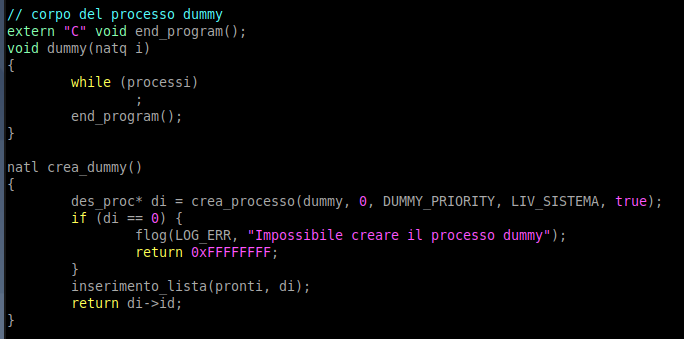 // corpo del processo dummy
extern "C" void end_program();
void dummy(natq i)
{
        while (processi)
                ;
        end_program();
}

natl crea_dummy()
{
        des_proc* di = crea_processo(dummy, 0, DUMMY_PRIORITY, LIV_SISTEMA, true);
        if (di == 0) {
                flog(LOG_ERR, "Impossibile creare il processo dummy");
                return 0xFFFFFFFF;
        }
        inserimento_lista(pronti, di);
        return di->id;
}